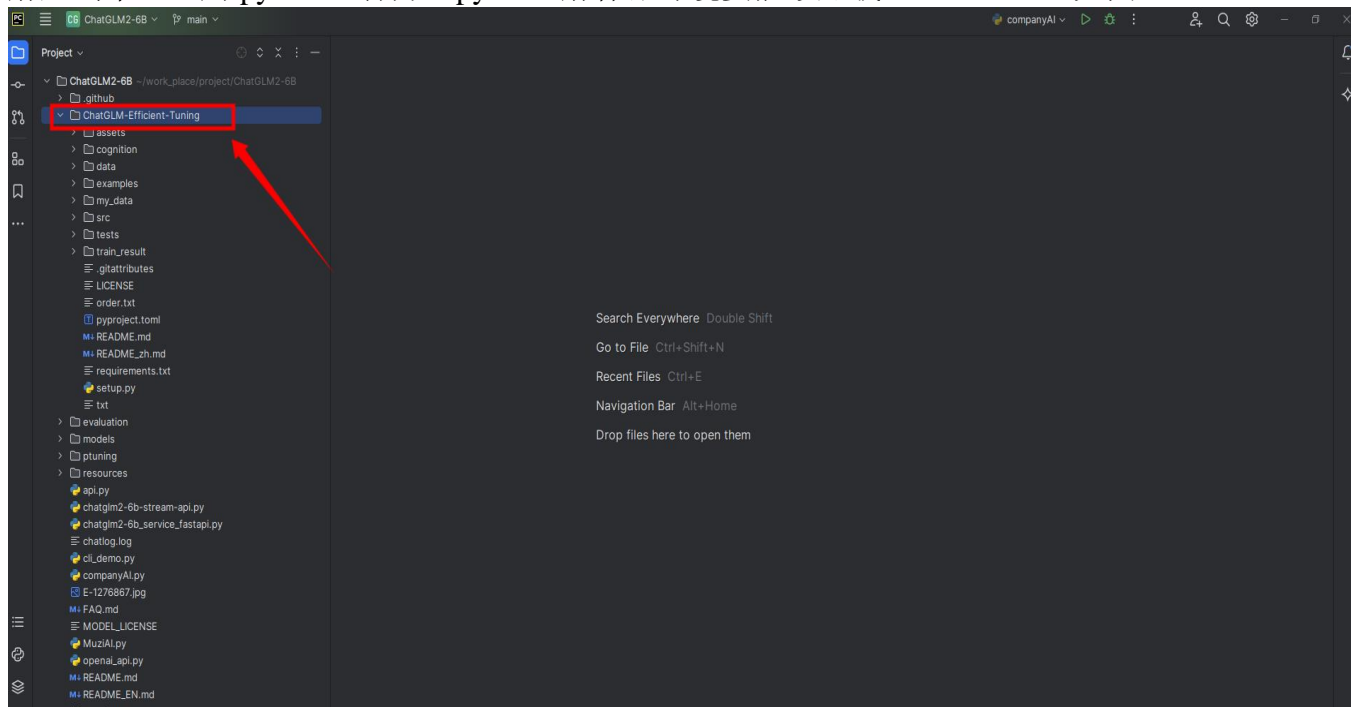 ChatGLM2-6B main companyAI
Project
ChatGLM2-6B ~/work_place/project/ChatGLM2-6B
.github
ChatGLM-Efficient-Tuning
assets
cognition
data
examples
my_data
src
tests
train_result
.gitattributes
LICENSE
order.txt
pyproject.toml
README.md
README_zh.md
requirements.txt
setup.py
txt
evaluation
models
ptuning
resources
api.py
chatglm2-6b-stream-api.py
chatglm2-6b_service_fastapi.py
chatlog.log
cli_demo.py
companyAI.py
E-1276867.jpg
FAQ.md
MODEL_LICENSE
MuziAI.py
openai_api.py
README.md
README_EN.md
Search Everywhere Double Shift
Go to File Ctrl+Shift+N
Recent Files Ctrl+E
Navigation Bar Alt+Home
Drop files here to open them